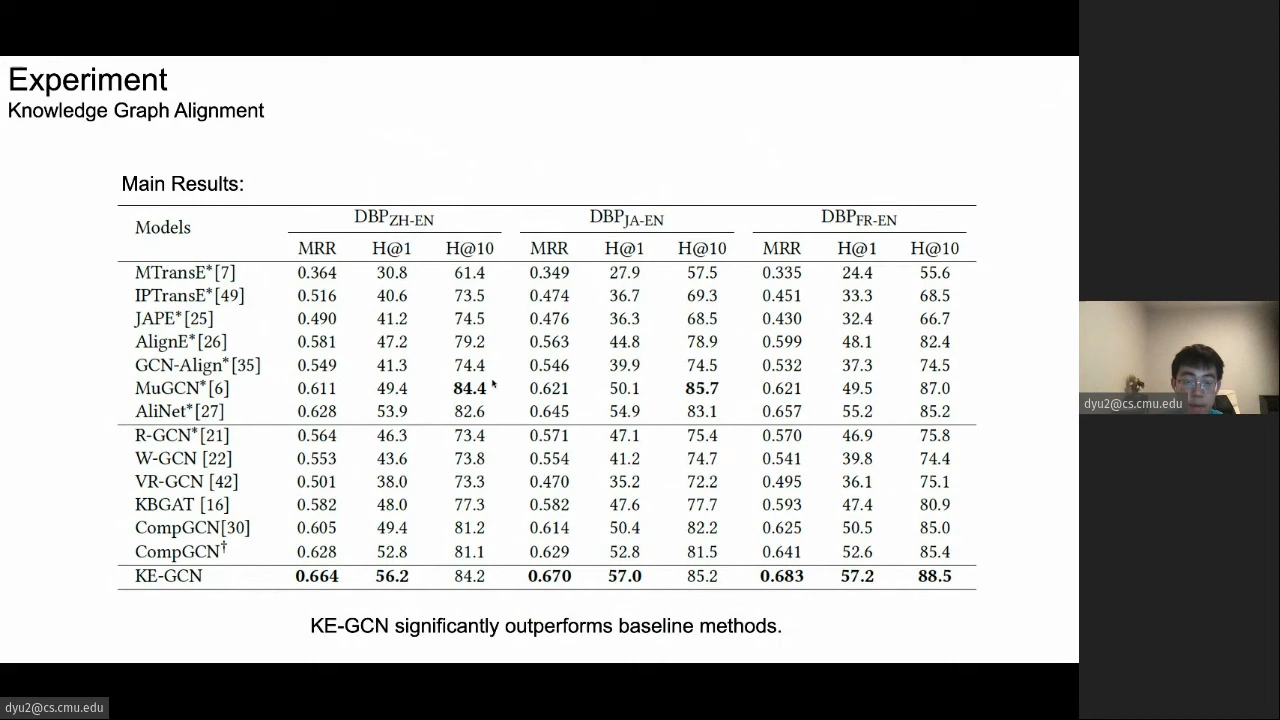 Experiment
Knowledge Graph Alignment
Main Results:
Models DBPZH-EN DBPJA-EN DBPFR-EN
MRR H@1 H@10 MRR H@1 H@10 MRR H@1 H@10
MTransE*[7] 0.364 30.8 61.4 0.349 27.9 57.5 0.335 24.4 55.6
IPTransE*[49] 0.516 40.6 73.5 0.474 36.7 69.3 0.451 33.3 68.5
JAPE*[25] 0.490 41.2 74.5 0.476 36.3 68.5 0.430 32.4 66.7
AlignE*[26] 0.581 47.2 79.2 0.563 44.8 78.9 0.599 48.1 82.4
GCN-Align*[35] 0.549 41.3 74.4 0.546 39.9 74.5 0.532 37.3 74.5
MuGCN*[6] 0.611 49.4 84.4 0.621 50.1 85.7 0.621 49.5 87.0
AliNet*[27] 0.628 53.9 82.6 0.645 54.9 83.1 0.657 55.2 85.2
R-GCN*[21] 0.564 46.3 73.4 0.571 47.1 75.4 0.570 46.9 75.8
W-GCN [22] 0.553 43.6 73.8 0.554 41.2 74.7 0.541 39.8 74.4
VR-GCN [42] 0.501 38.0 73.3 0.470 35.2 72.2 0.495 36.1 75.1
KBGAT [16] 0.582 48.0 77.3 0.582 47.6 77.7 0.593 47.4 80.9
CompGCN[30] 0.605 49.4 81.2 0.614 50.4 82.2 0.625 50.5 85.0
CompGCN† 0.628 52.8 81.1 0.629 52.8 81.5 0.641 52.6 85.4
KE-GCN 0.664 56.2 84.2 0.670 57.0 85.2 0.683 57.2 88.5
KE-GCN significantly outperforms baseline methods.
dyu2@cs.cmu.edu
dyu2@cs.cmu.edu